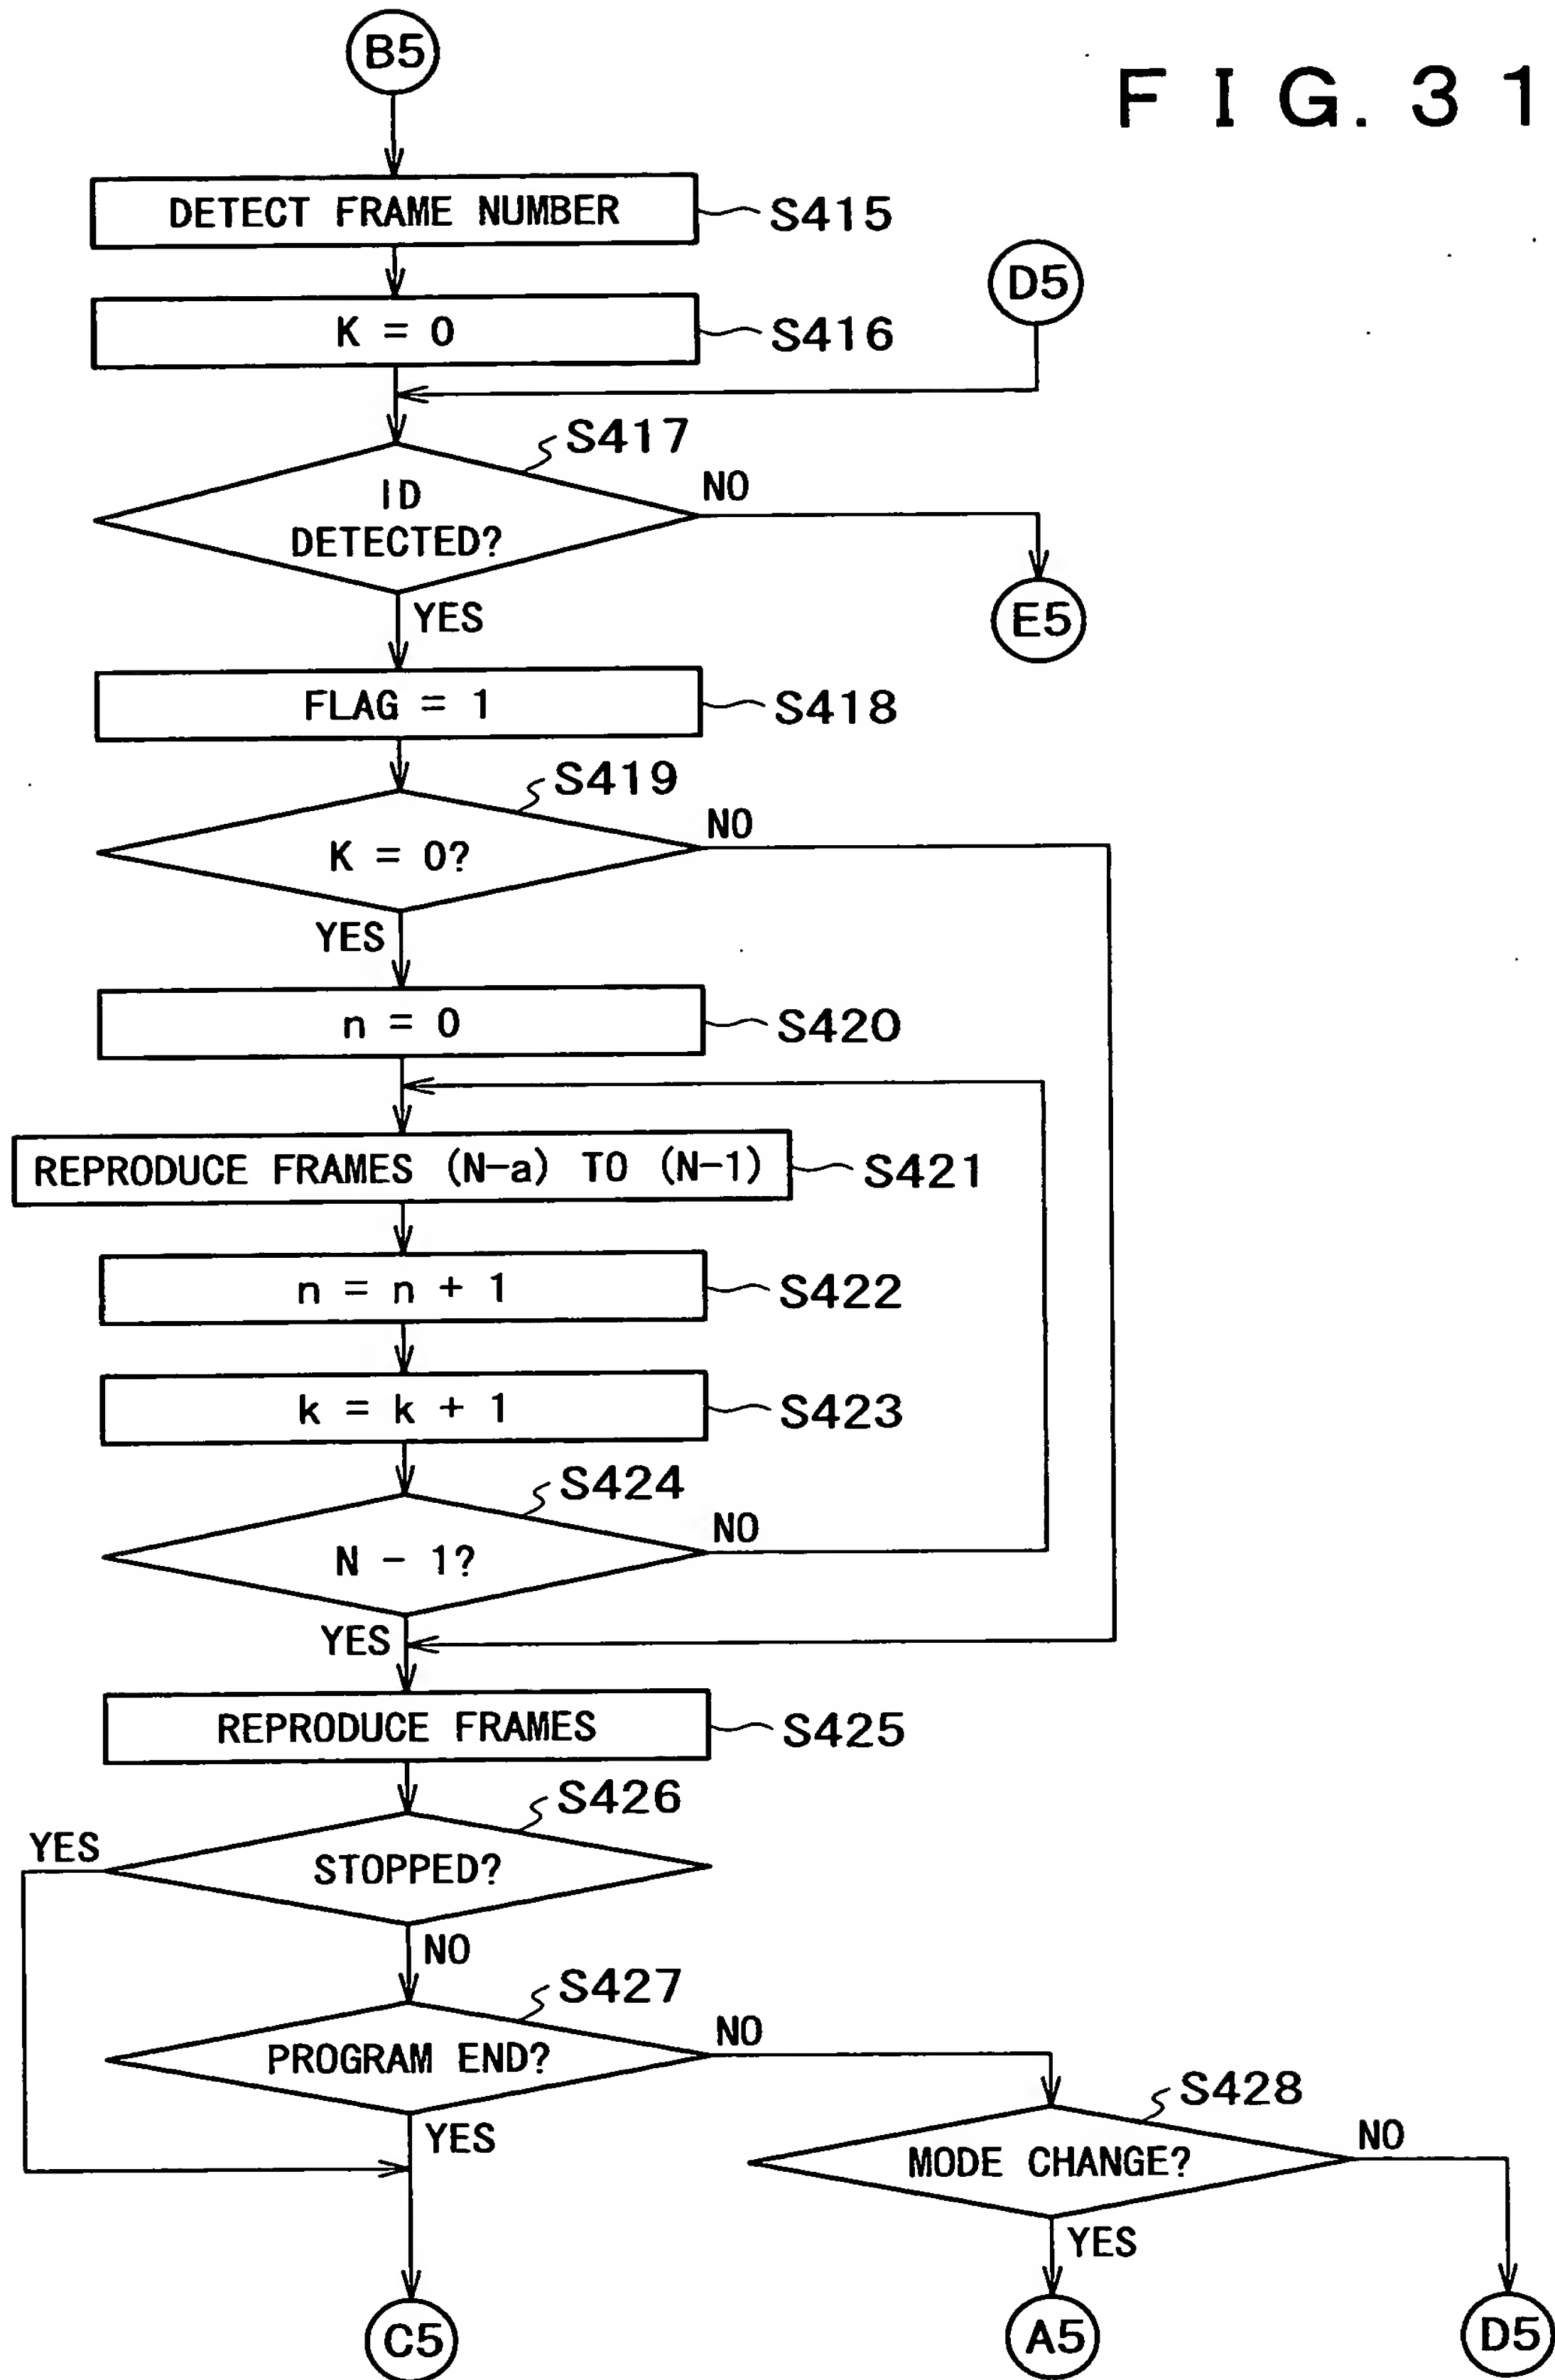 B5
F I G. 3 1
DETECT FRAME NUMBER
S415
D5
K = 0
S416
S417
ID
DETECTED?
NO
YES
E5
FLAG = 1
S418
S419
K = 0?
NO
YES
n = 0
S420
REPRODUCE FRAMES (N-a) TO (N-1)
S421
n = n + 1
S422
k = k + 1
S423
S424
N - 1?
NO
YES
REPRODUCE FRAMES
S425
S426
YES
STOPPED?
NO
S427
PROGRAM END?
NO
YES
S428
MODE CHANGE?
NO
YES
C5
A5
D5